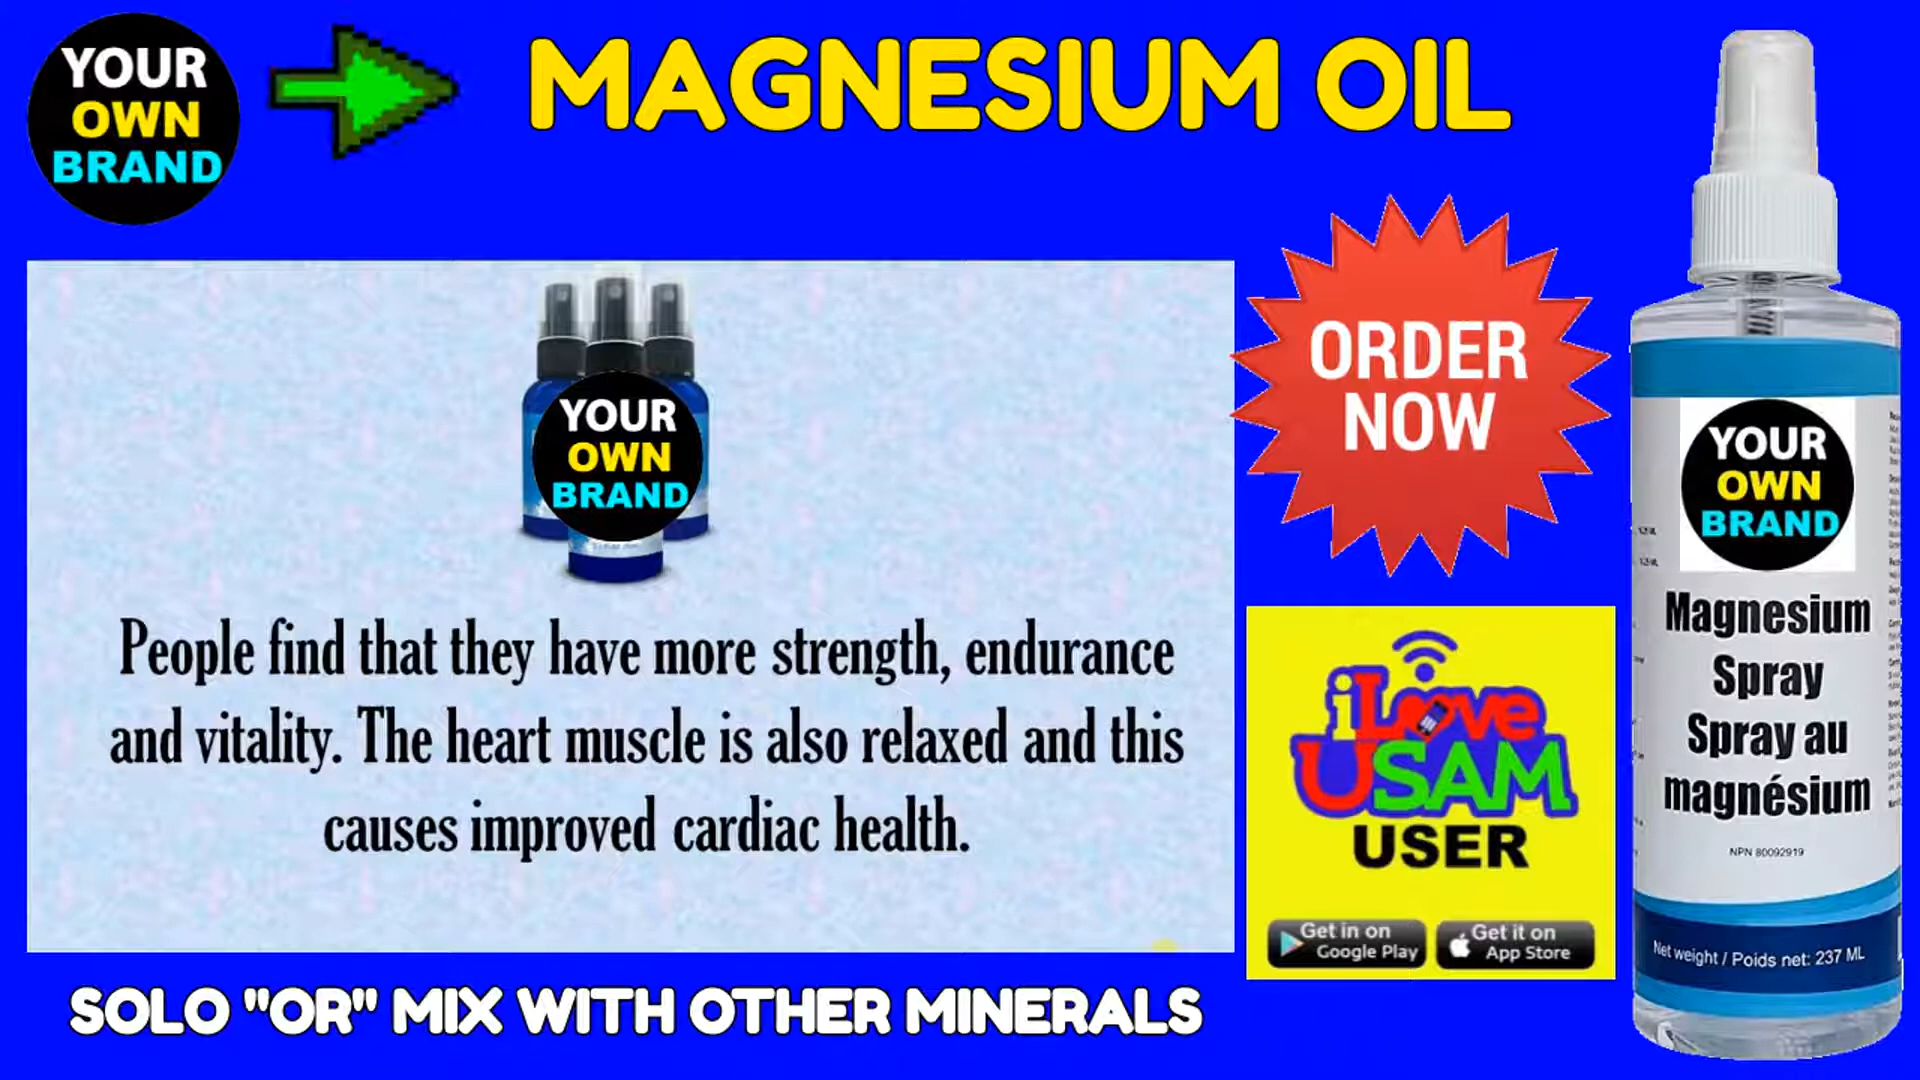 YOUR
OWN
BRAND
MAGNESIUM OIL
YOUR
OWN
BRAND
People find that they have more strength, endurance
and vitality. The heart muscle is also relaxed and this
causes improved cardiac health.
SOLO "OR" MIX WITH OTHER MINERALS
ORDER
NOW
iLove
USAM
USER
Get in on
Google Play
Get it on
App Store
YOUR
OWN
BRAND
Magnesium
Spray
Spray au
magnésium
NPN 80092919
Net weight / Poids net: 237 ML